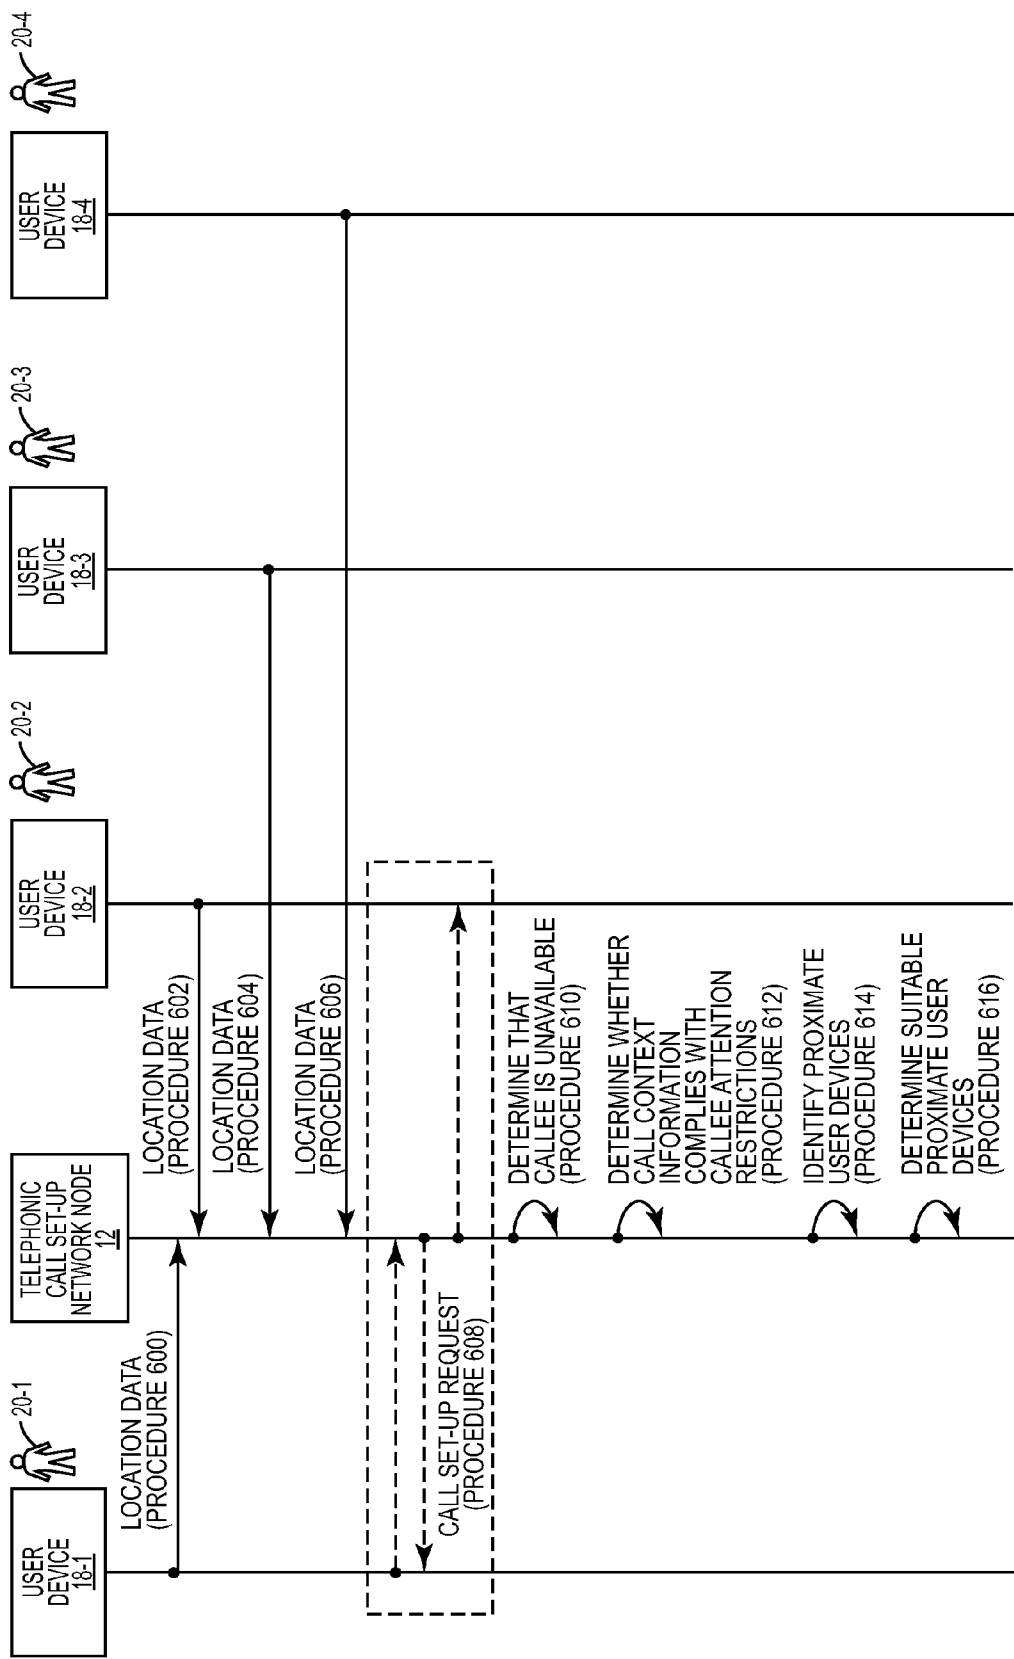 USER
DEVICE
18-1
20-1
TELEPHONIC
CALL SET-UP
NETWORK NODE
12
USER
DEVICE
18-2
20-2
USER
DEVICE
18-3
20-3
USER
DEVICE
18-4
20-4
LOCATION DATA
(PROCEDURE 600)
LOCATION DATA
(PROCEDURE 602)
LOCATION DATA
(PROCEDURE 604)
LOCATION DATA
(PROCEDURE 606)
CALL SET-UP REQUEST
(PROCEDURE 608)
DETERMINE THAT
CALLEE IS UNAVAILABLE
(PROCEDURE 610)
DETERMINE WHETHER
CALL CONTEXT
INFORMATION
COMPLIES WITH
CALLEE ATTENTION
RESTRICTIONS
(PROCEDURE 612)
IDENTIFY PROXIMATE
USER DEVICES
(PROCEDURE 614)
DETERMINE SUITABLE
PROXIMATE USER
DEVICES
(PROCEDURE 616)